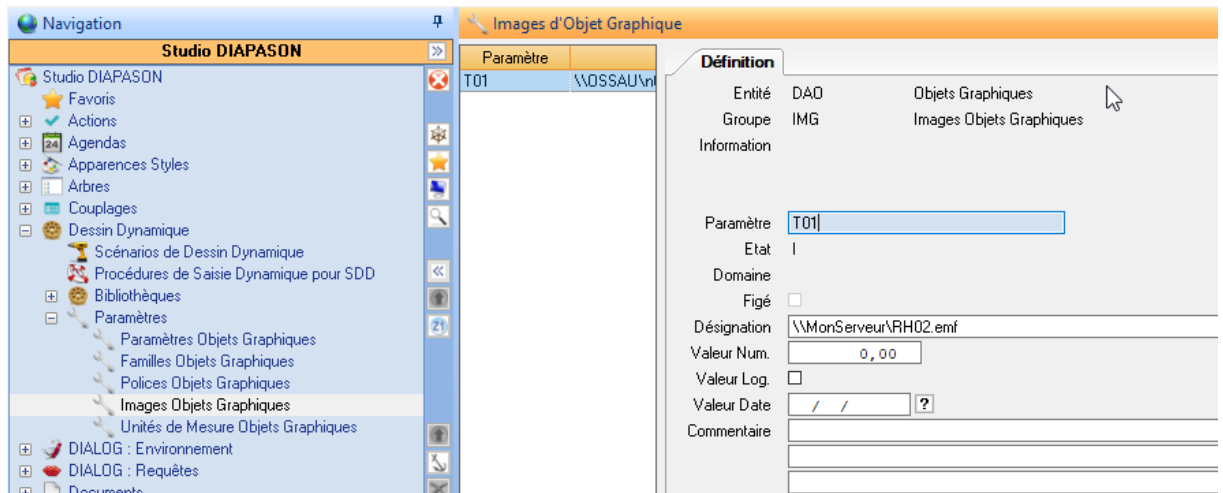 Navigation
Studio DIAPASON
Studio DIAPASON
Favoris
Actions
24 Agendas
Apparences Styles
Arbres
Couplages
Dessin Dynamique
Scénarios de Dessin Dynamique
Procédures de Saisie Dynamique pour SDD
Bibliothèques
Paramètres
Paramètres Objets Graphiques
Familles Objets Graphiques
Polices Objets Graphiques
Images Objets Graphiques
Unités de Mesure Objets Graphiques
DIALOG : Environnement
DIALOG : Requêtes
Documents
Images d'Objet Graphique
Paramètre
T01 \\OSSAU\n
Définition
Entité DAO Objets Graphiques
Groupe IMG Images Objets Graphiques
Information
Paramètre T01
Etat I
Domaine
Figé
Désignation \\MonServeur\RH02.emf
Valeur Num. 0,00
Valeur Log.
Valeur Date / / ?
Commentaire